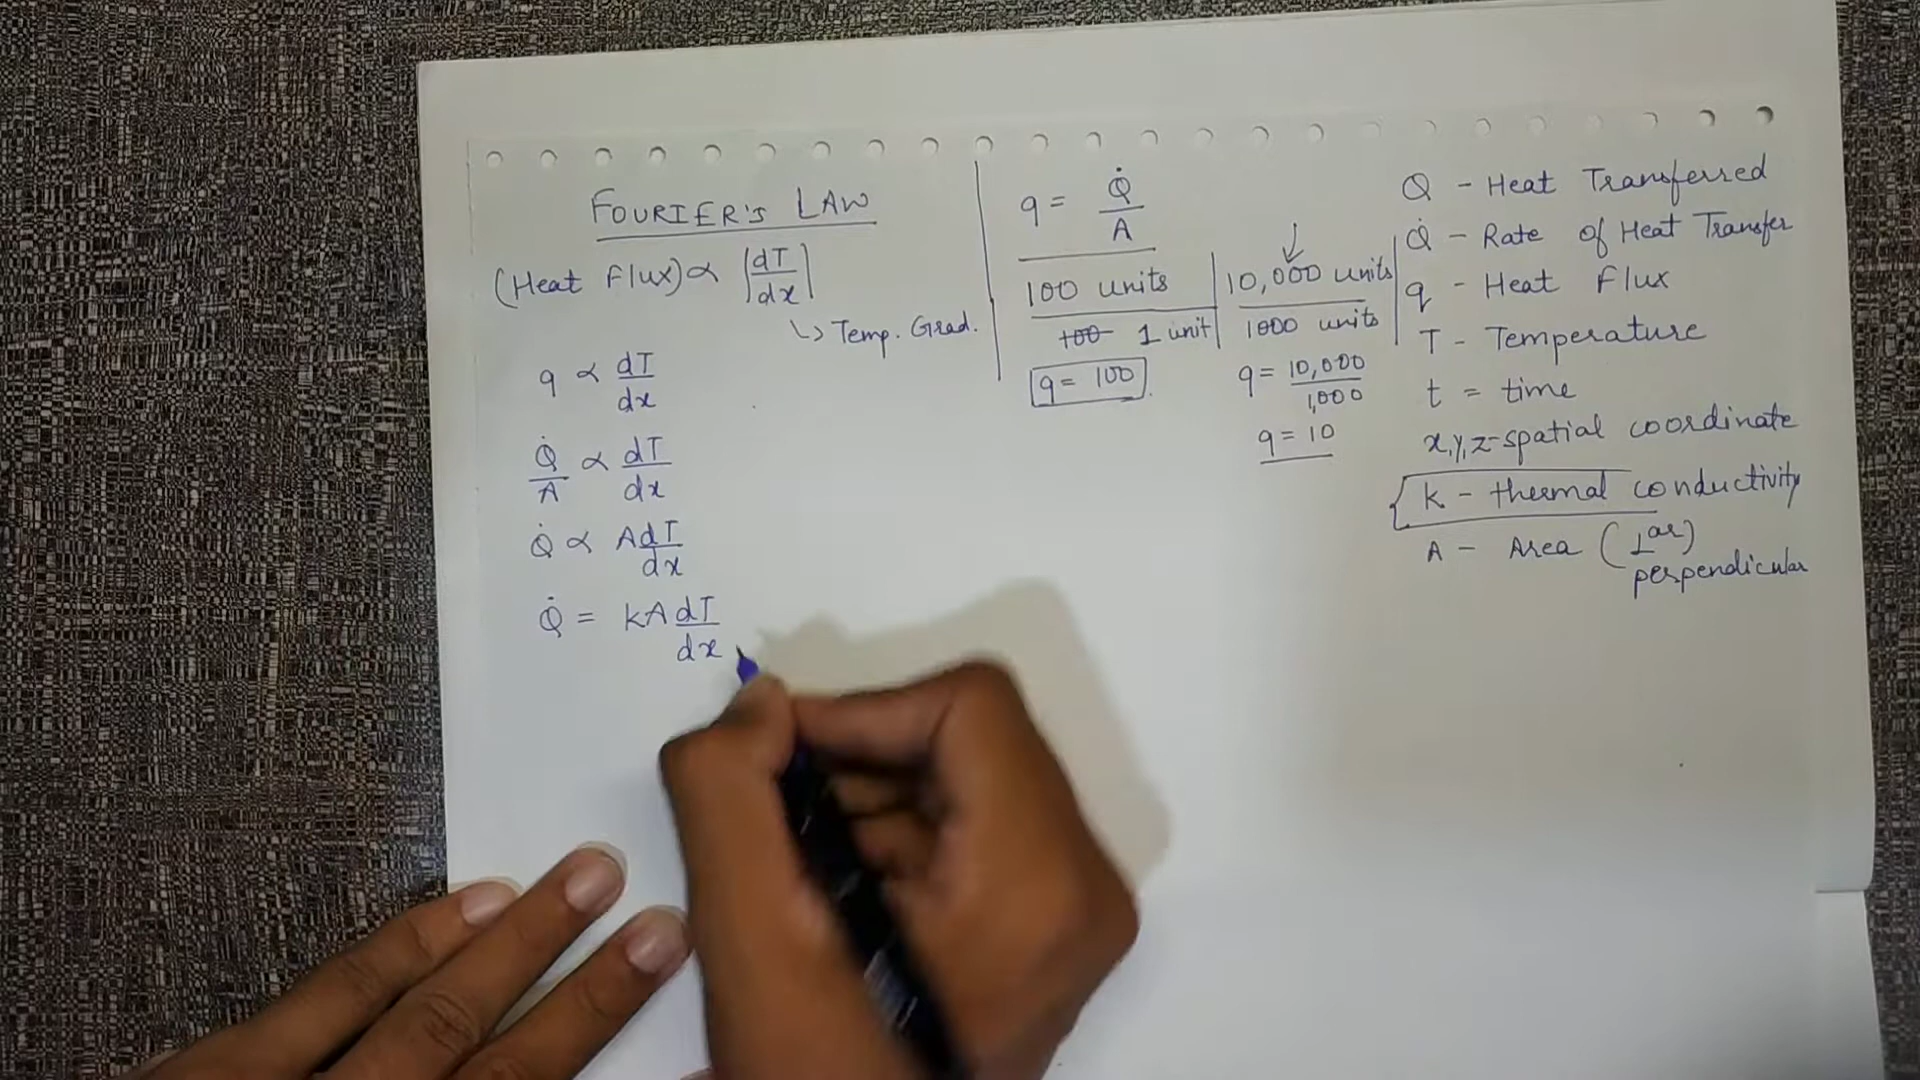 FOURIER'S LAW
(Heat Flux) ∝ |dT/dx|
↳ Temp. Grad.
q ∝ dT/dx
Q̇/A ∝ dT/dx
Q̇ ∝ A dT/dx
Q̇ = kA dT/dx
q = Q̇/A
100 units
100 1 unit
q = 100
10,000 units
1000 units
q = 10,000/1,000
q = 10
Q - Heat Transferred
Q̇ - Rate of Heat Transfer
q - Heat Flux
T - Temperature
t = time
x,y,z-spatial coordinate
K - thermal conductivity
A - Area (⊥ar)
perpendicular